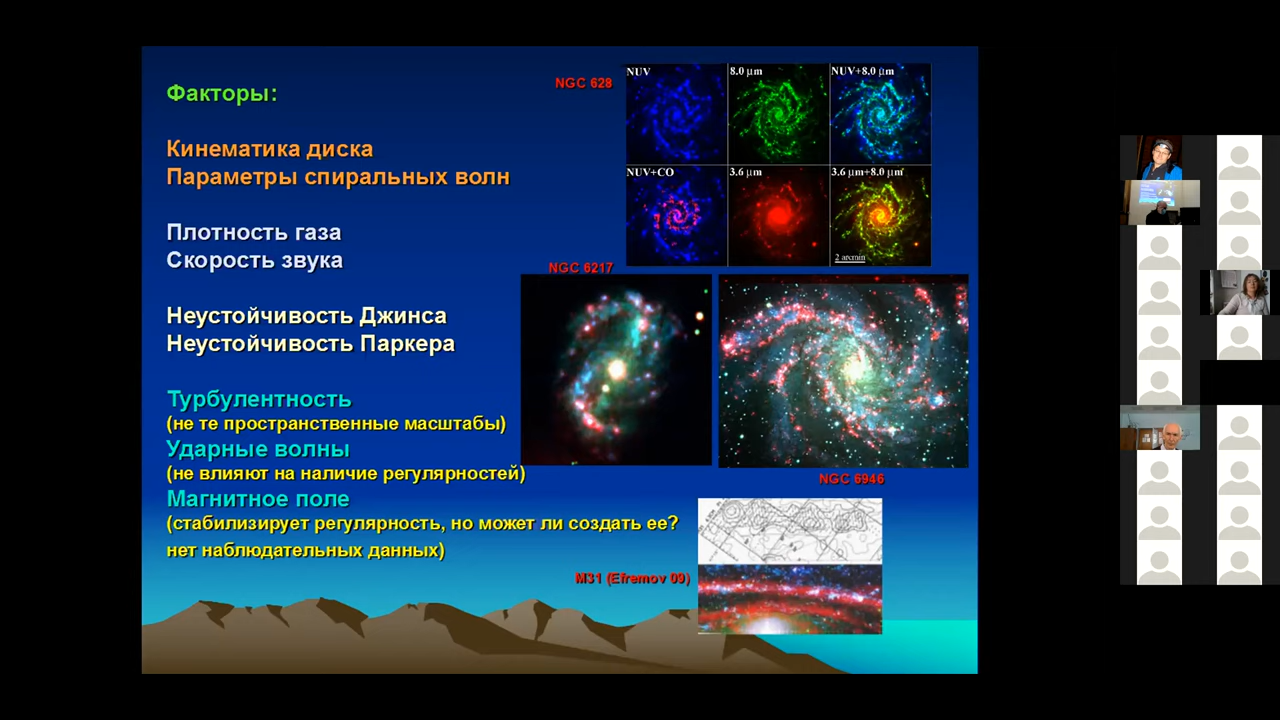 Факторы:
Кинематика диска
Параметры спиральных волн
Плотность газа
Скорость звука
Неустойчивость Джинса
Неустойчивость Паркера
Турбулентность
(не те пространственные масштабы)
Ударные волны
(не влияют на наличие регулярностей)
Магнитное поле
(стабилизирует регулярность, но может ли создать ее?
нет наблюдательных данных)
NGC 628
NUV
8.0 µm
NUV+8.0 µm
NUV+CO
3.6 µm
3.6 µm+8.0 µm
2 arcmin
NGC 6217
NGC 6946
M31 (Efremov 09)